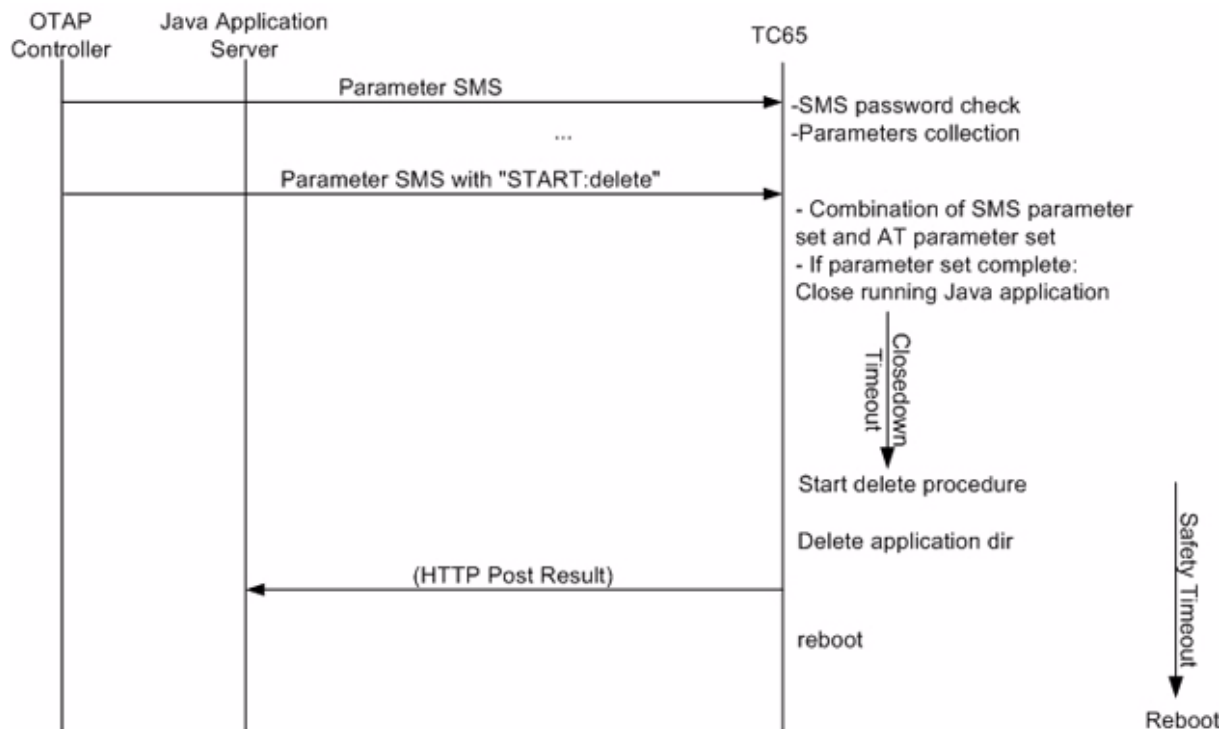 OTAP
Controller
Java Application
Server
TC65
Parameter SMS
-SMS password check
-Parameters collection
...
Parameter SMS with "START:delete"
- Combination of SMS parameter
set and AT parameter set
- If parameter set complete:
Close running Java application
Closedown
Timeout
Start delete procedure
Delete application dir
(HTTP Post Result)
reboot
Safety Timeout
Reboot